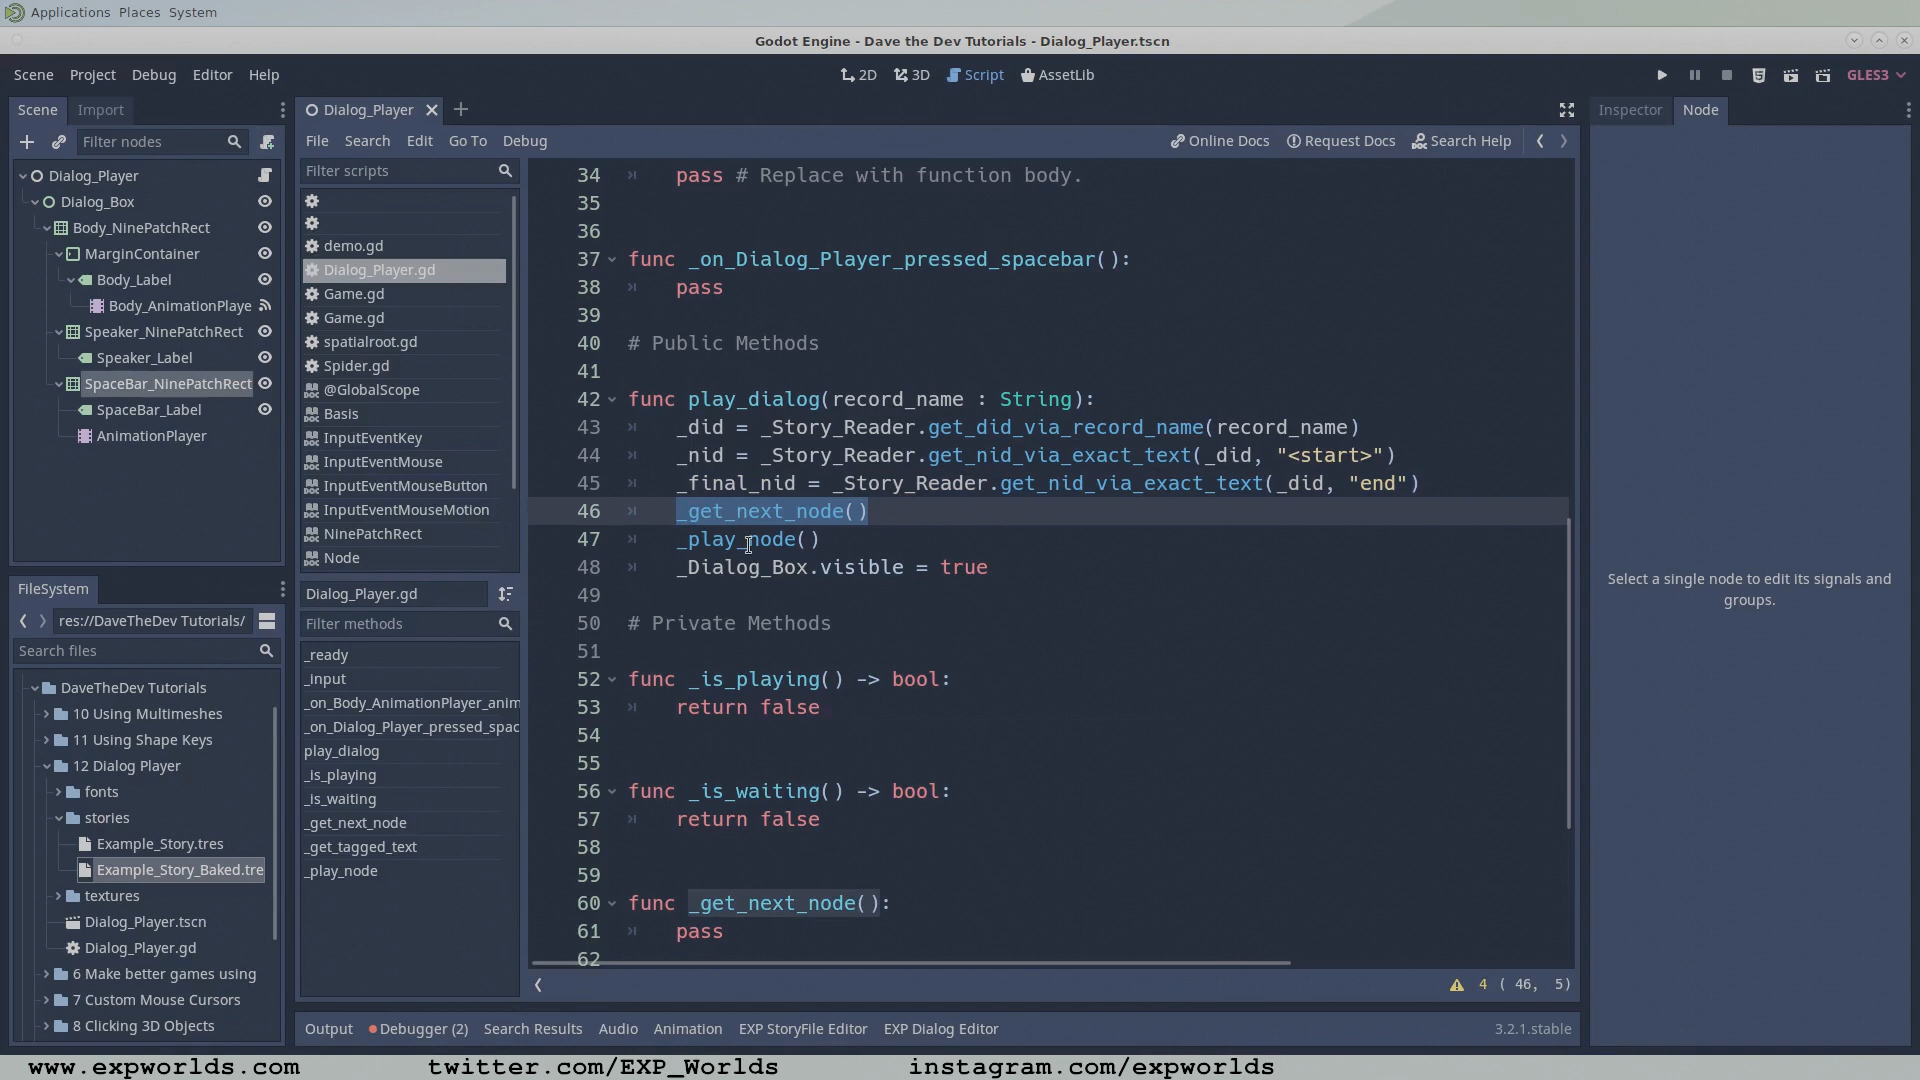 Applications Places System
Godot Engine - Dave the Dev Tutorials - Dialog_Player.tscn
Scene Project Debug Editor Help
2D 3D Script AssetLib
GLES3
Scene Import
Filter nodes
Dialog_Player
Dialog_Box
Body_NinePatchRect
MarginContainer
Body_Label
Body_AnimationPlaye
Speaker_NinePatchRect
Speaker_Label
SpaceBar_NinePatchRect
SpaceBar_Label
AnimationPlayer
FileSystem
res://DaveTheDev Tutorials/
Search files
DaveTheDev Tutorials
10 Using Multimeshes
11 Using Shape Keys
12 Dialog Player
fonts
stories
Example_Story.tres
Example_Story_Baked.tre
textures
Dialog_Player.tscn
Dialog_Player.gd
6 Make better games using
7 Custom Mouse Cursors
8 Clicking 3D Objects
Dialog_Player
File Search Edit Go To Debug
Online Docs Request Docs Search Help
Filter scripts
demo.gd
Dialog_Player.gd
Game.gd
Game.gd
spatialroot.gd
Spider.gd
@GlobalScope
Basis
InputEventKey
InputEventMouse
InputEventMouseButton
InputEventMouseMotion
NinePatchRect
Node
Dialog_Player.gd
Filter methods
_ready
_input
_on_Body_AnimationPlayer_anim
_on_Dialog_Player_pressed_spac
play_dialog
_is_playing
_is_waiting
_get_next_node
_get_tagged_text
_play_node
34 pass # Replace with function body.
35
36
37 func _on_Dialog_Player_pressed_spacebar():
38 pass
39
40 # Public Methods
41
42 func play_dialog(record_name : String):
43 _did = _Story_Reader.get_did_via_record_name(record_name)
44 _nid = _Story_Reader.get_nid_via_exact_text(_did, "<start>")
45 _final_nid = _Story_Reader.get_nid_via_exact_text(_did, "end")
46 _get_next_node()
47 _play_node()
48 _Dialog_Box.visible = true
49
50 # Private Methods
51
52 func _is_playing() -> bool:
53 return false
54
55
56 func _is_waiting() -> bool:
57 return false
58
59
60 func _get_next_node():
61 pass
62
4 ( 46, 5)
Output Debugger (2) Search Results Audio Animation EXP StoryFile Editor EXP Dialog Editor
3.2.1.stable
Inspector Node
Select a single node to edit its signals and
groups.
www.expworlds.com twitter.com/EXP_Worlds instagram.com/expworlds